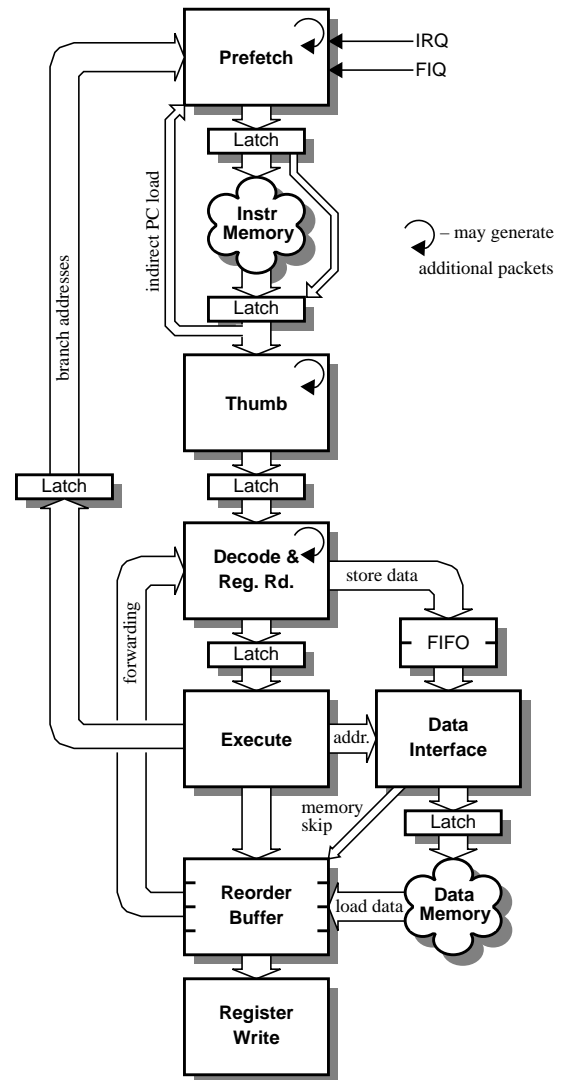 IRQ
Prefetch
FIQ
Latch
indirect PC load
Instr
Memory
– may generate
additional packets
branch addresses
Latch
Thumb
Latch
Latch
Decode &
Reg. Rd.
store data
forwarding
FIFO
Latch
Execute
addr.
Data
Interface
memory
skip
Latch
Reorder
Buffer
load data
Data
Memory
Register
Write